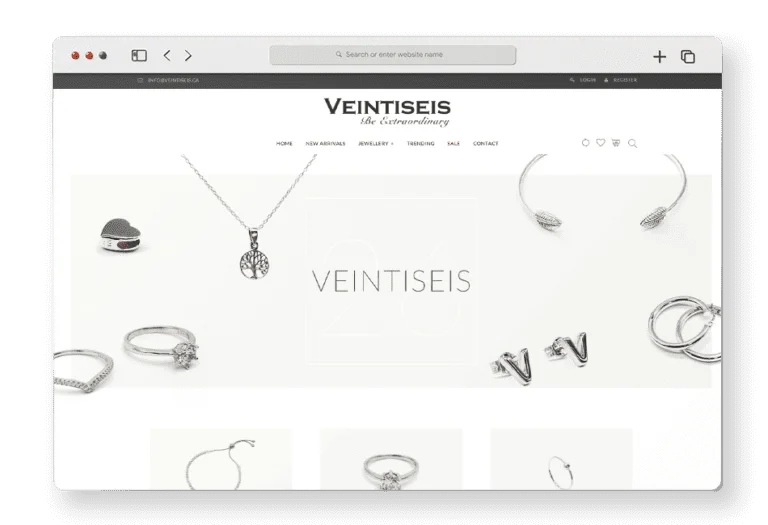 Search or enter website name
INFO@VEINTISEIS.CA
LOGIN REGISTER
VEINTISEIS
Be Extraordinary
HOME NEW ARRIVALS JEWELLERY TRENDING SALE CONTACT
VEINTISEIS